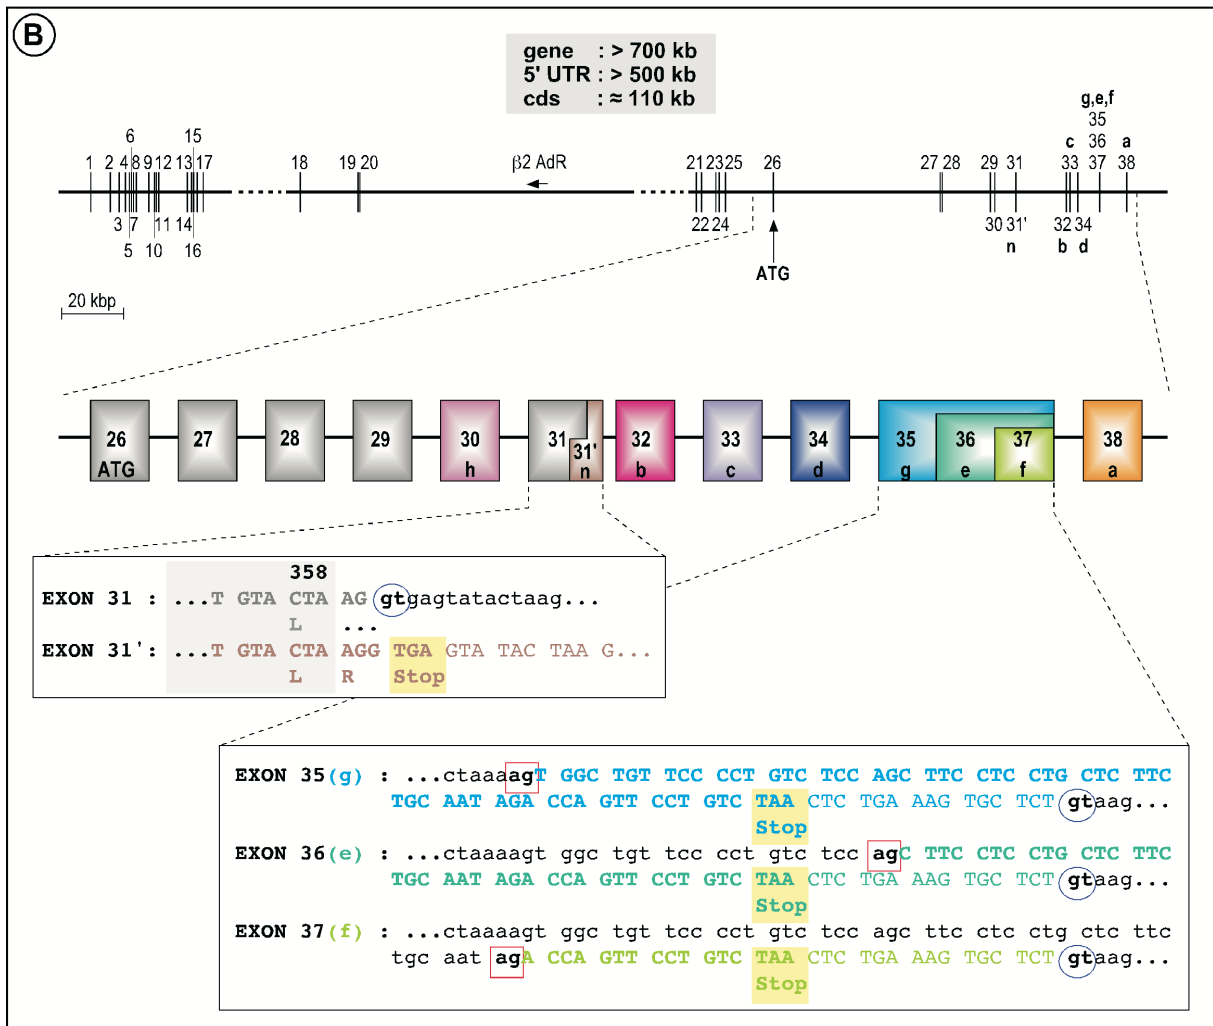 B
gene : > 700 kb
5' UTR : > 500 kb
cds : ≈ 110 kb
g,e,f
6 15 35
c 36 a
1 2 4 8 9 12 13 17 18 19 20 β2 AdR 21 23 25 26 27 28 29 31 33 37 38
3 7 11 14 22 24 30 31' 32 34
5 10 16 n b d
ATG
20 kbp
26 27 28 29 30 31 31' 32 33 34 35 36 37 38
ATG h n b c d g e f a
358
EXON 31 : ...T GTA CTA AG gtgagtatactaag...
L ...
EXON 31': ...T GTA CTA AGG TGA GTA TAC TAA G...
L R Stop
EXON 35(g) : ...ctaaaagT GGC TGT TCC CCT GTC TCC AGC TTC CTC CTG CTC TTC
TGC AAT AGA CCA GTT CCT GTC TAA CTC TGA AAG TGC TCT gtaag...
Stop
EXON 36(e) : ...ctaaaagt ggc tgt tcc cct gtc tcc agC TTC CTC CTG CTC TTC
TGC AAT AGA CCA GTT CCT GTC TAA CTC TGA AAG TGC TCT gtaag...
Stop
EXON 37(f) : ...ctaaaagt ggc tgt tcc cct gtc tcc agc ttc ctc ctg ctc ttc
tgc aat agA CCA GTT CCT GTC TAA CTC TGA AAG TGC TCT gtaag...
Stop